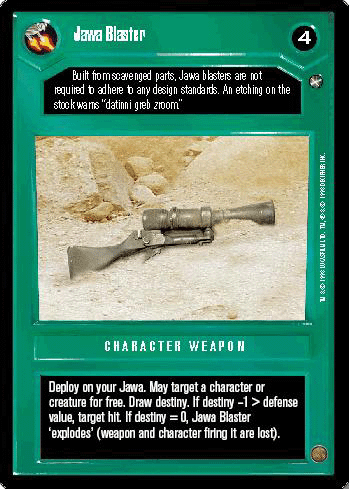 Jawa Blaster
4
Built from scavenged parts, Jawa blasters are not
required to adhere to any design standards. An etching on the
stock warns "datinni greb zroom."
CHARACTER WEAPON
Deploy on your Jawa. May target a character or
creature for free. Draw destiny. If destiny –1 > defense
value, target hit. If destiny = 0, Jawa Blaster
'explodes' (weapon and character firing it are lost).